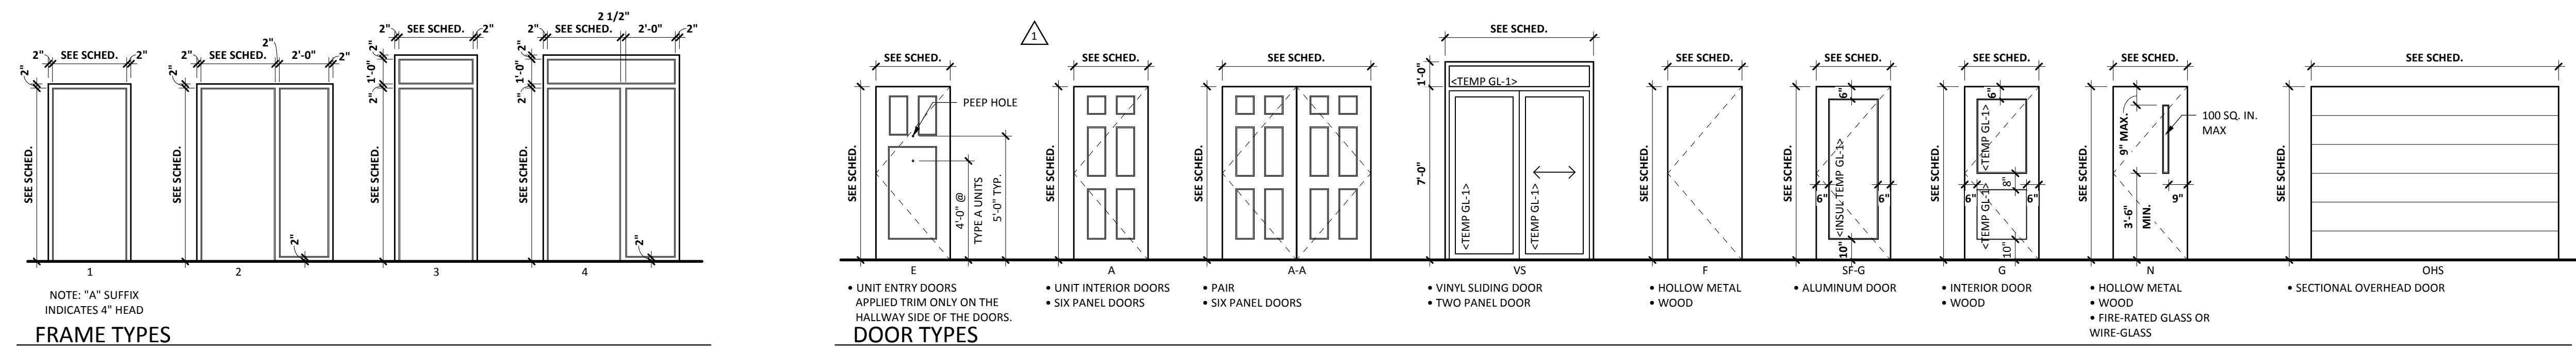 2"
SEE SCHED.
2"
2"
SEE SCHED.
1
2"
SEE SCHED.
2"
2'-0"
2"
2"
SEE SCHED.
2"
2
2"
SEE SCHED.
2"
2"
1'-0"
2"
SEE SCHED.
3
2 1/2"
2"
SEE SCHED.
2'-0"
2"
2"
1'-0"
2"
SEE SCHED.
2"
4
NOTE: "A" SUFFIX
INDICATES 4" HEAD
FRAME TYPES
1
SEE SCHED.
SEE SCHED.
PEEP HOLE
4'-0" @
TYPE A UNITS
5'-0" TYP.
E
• UNIT ENTRY DOORS
APPLIED TRIM ONLY ON THE
HALLWAY SIDE OF THE DOORS.
SEE SCHED.
SEE SCHED.
A
• UNIT INTERIOR DOORS
• SIX PANEL DOORS
SEE SCHED.
SEE SCHED.
A-A
• PAIR
• SIX PANEL DOORS
SEE SCHED.
1'-0"
7'-0"
<TEMP GL-1>
<TEMP GL-1>
<TEMP GL-1>
VS
• VINYL SLIDING DOOR
• TWO PANEL DOOR
SEE SCHED.
SEE SCHED.
F
• HOLLOW METAL
• WOOD
SEE SCHED.
SEE SCHED.
6"
<INSUL TEMP GL-1>
6"
6"
10"
SF-G
• ALUMINUM DOOR
SEE SCHED.
SEE SCHED.
6"
<TEMP GL-1>
8"
6"
6"
<TEMP GL-1>
10"
G
• INTERIOR DOOR
• WOOD
SEE SCHED.
SEE SCHED.
9" MAX.
100 SQ. IN.
MAX
9"
3'-6"
MIN.
N
• HOLLOW METAL
• WOOD
• FIRE-RATED GLASS OR
WIRE-GLASS
SEE SCHED.
SEE SCHED.
OHS
• SECTIONAL OVERHEAD DOOR
DOOR TYPES